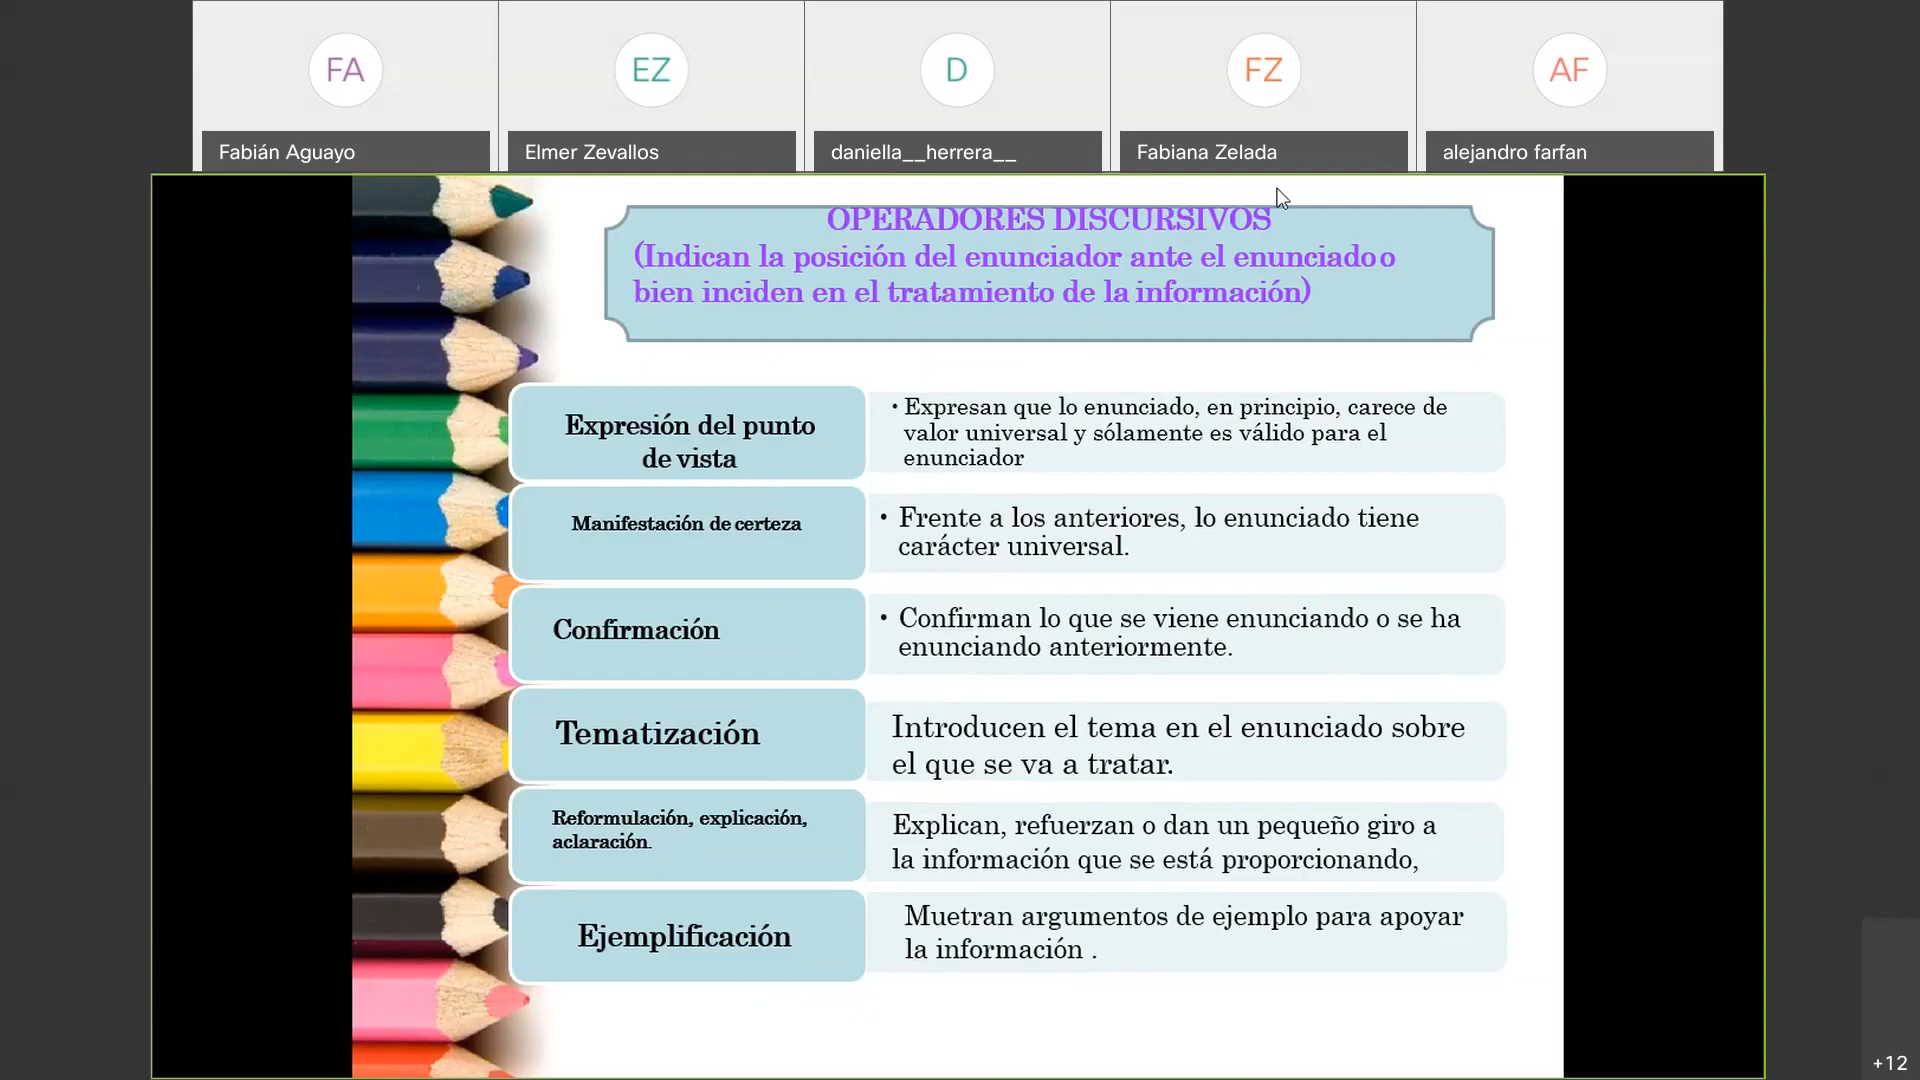 FA
EZ
D
FZ
AF
Fabián Aguayo
Elmer Zevallos
daniella__herrera__
Fabiana Zelada
alejandro farfan
OPERADORES DISCURSIVOS
(Indican la posición del enunciador ante el enunciado o
bien inciden en el tratamiento de la información)
Expresión del punto
de vista
• Expresan que lo enunciado, en principio, carece de
valor universal y sólamente es válido para el
enunciador
Manifestación de certeza
• Frente a los anteriores, lo enunciado tiene
carácter universal.
Confirmación
• Confirman lo que se viene enunciando o se ha
enunciando anteriormente.
Tematización
Introducen el tema en el enunciado sobre
el que se va a tratar.
Reformulación, explicación,
aclaración.
Explican, refuerzan o dan un pequeño giro a
la información que se está proporcionando,
Ejemplificación
Muetran argumentos de ejemplo para apoyar
la información .
+12